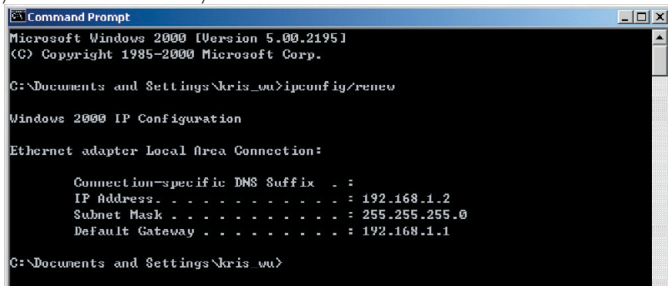 Command Prompt
Microsoft Windows 2000 [Version 5.00.2195]
(C) Copyright 1985-2000 Microsoft Corp.
C:\Documents and Settings\kris_wu>ipconfig/renew
Windows 2000 IP Configuration
Ethernet adapter Local Area Connection:
Connection-specific DNS Suffix . :
IP Address. . . . . . . . . . . . : 192.168.1.2
Subnet Mask . . . . . . . . . . . : 255.255.255.0
Default Gateway . . . . . . . . . : 192.168.1.1
C:\Documents and Settings\kris_wu>